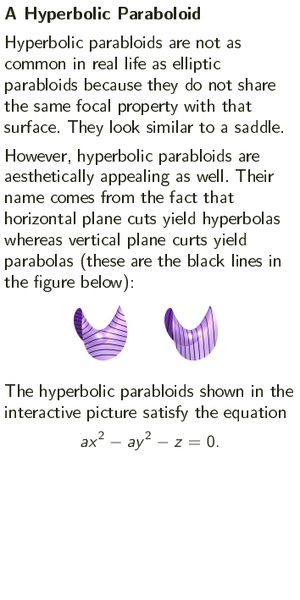 A Hyperbolic Paraboloid
Hyperbolic parabloids are not as
common in real life as elliptic
parabloids because they do not share
the same focal property with that
surface. They look similar to a saddle.
However, hyperbolic parabloids are
aesthetically appealing as well. Their
name comes from the fact that
horizontal plane cuts yield hyperbolas
whereas vertical plane curts yield
parabolas (these are the black lines in
the figure below):
The hyperbolic parabloids shown in the
interactive picture satisfy the equation
ax² − ay² − z = 0.